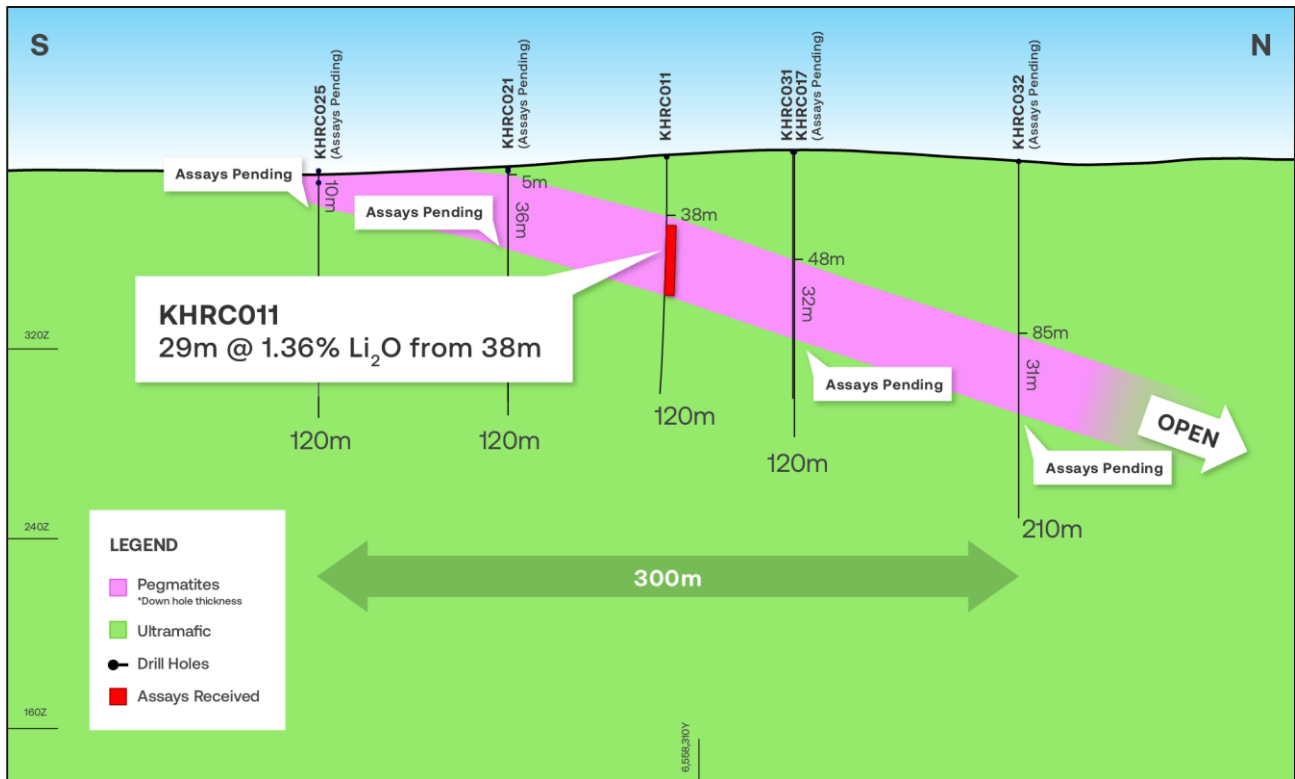 S
N
KHRC025
(Assays Pending)
KHRC021
(Assays Pending)
KHRC011
KHRC031
KHRC017
(Assays Pending)
KHRC032
(Assays Pending)
Assays Pending
10m
Assays Pending
5m
36m
38m
48m
32m
85m
31m
KHRC011
29m @ 1.36% Li₂O from 38m
320Z
Assays Pending
OPEN
Assays Pending
120m
120m
120m
120m
210m
240Z
300m
LEGEND
Pegmatites
*Down hole thickness
Ultramafic
Drill Holes
Assays Received
160Z
6,558,310Y